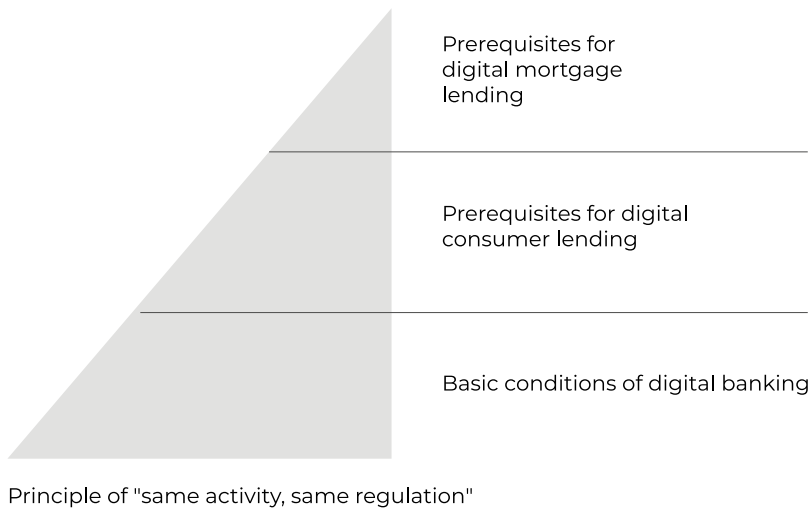 Prerequisites for
digital mortgage
lending
Prerequisites for digital
consumer lending
Basic conditions of digital banking
Principle of "same activity, same regulation"